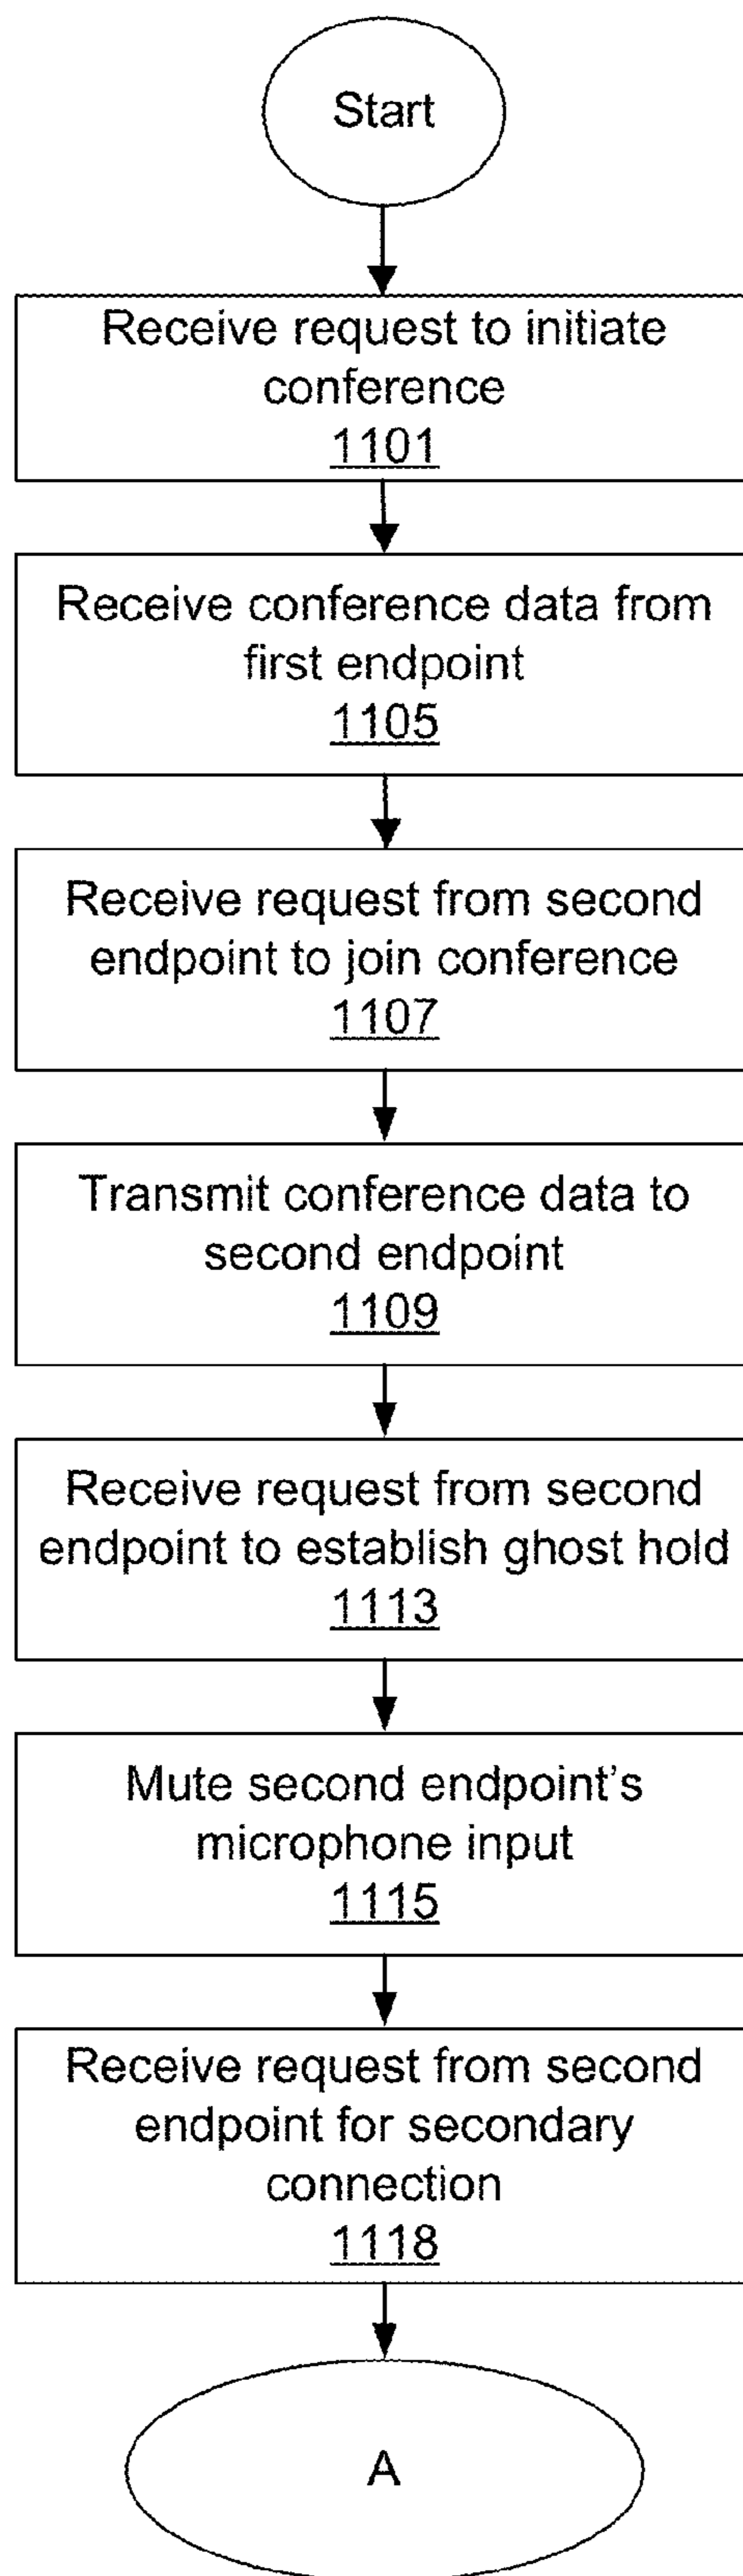 Start
Receive request to initiate
conference
1101
Receive conference data from
first endpoint
1105
Receive request from second
endpoint to join conference
1107
Transmit conference data to
second endpoint
1109
Receive request from second
endpoint to establish ghost hold
1113
Mute second endpoint's
microphone input
1115
Receive request from second
endpoint for secondary
connection
1118
A